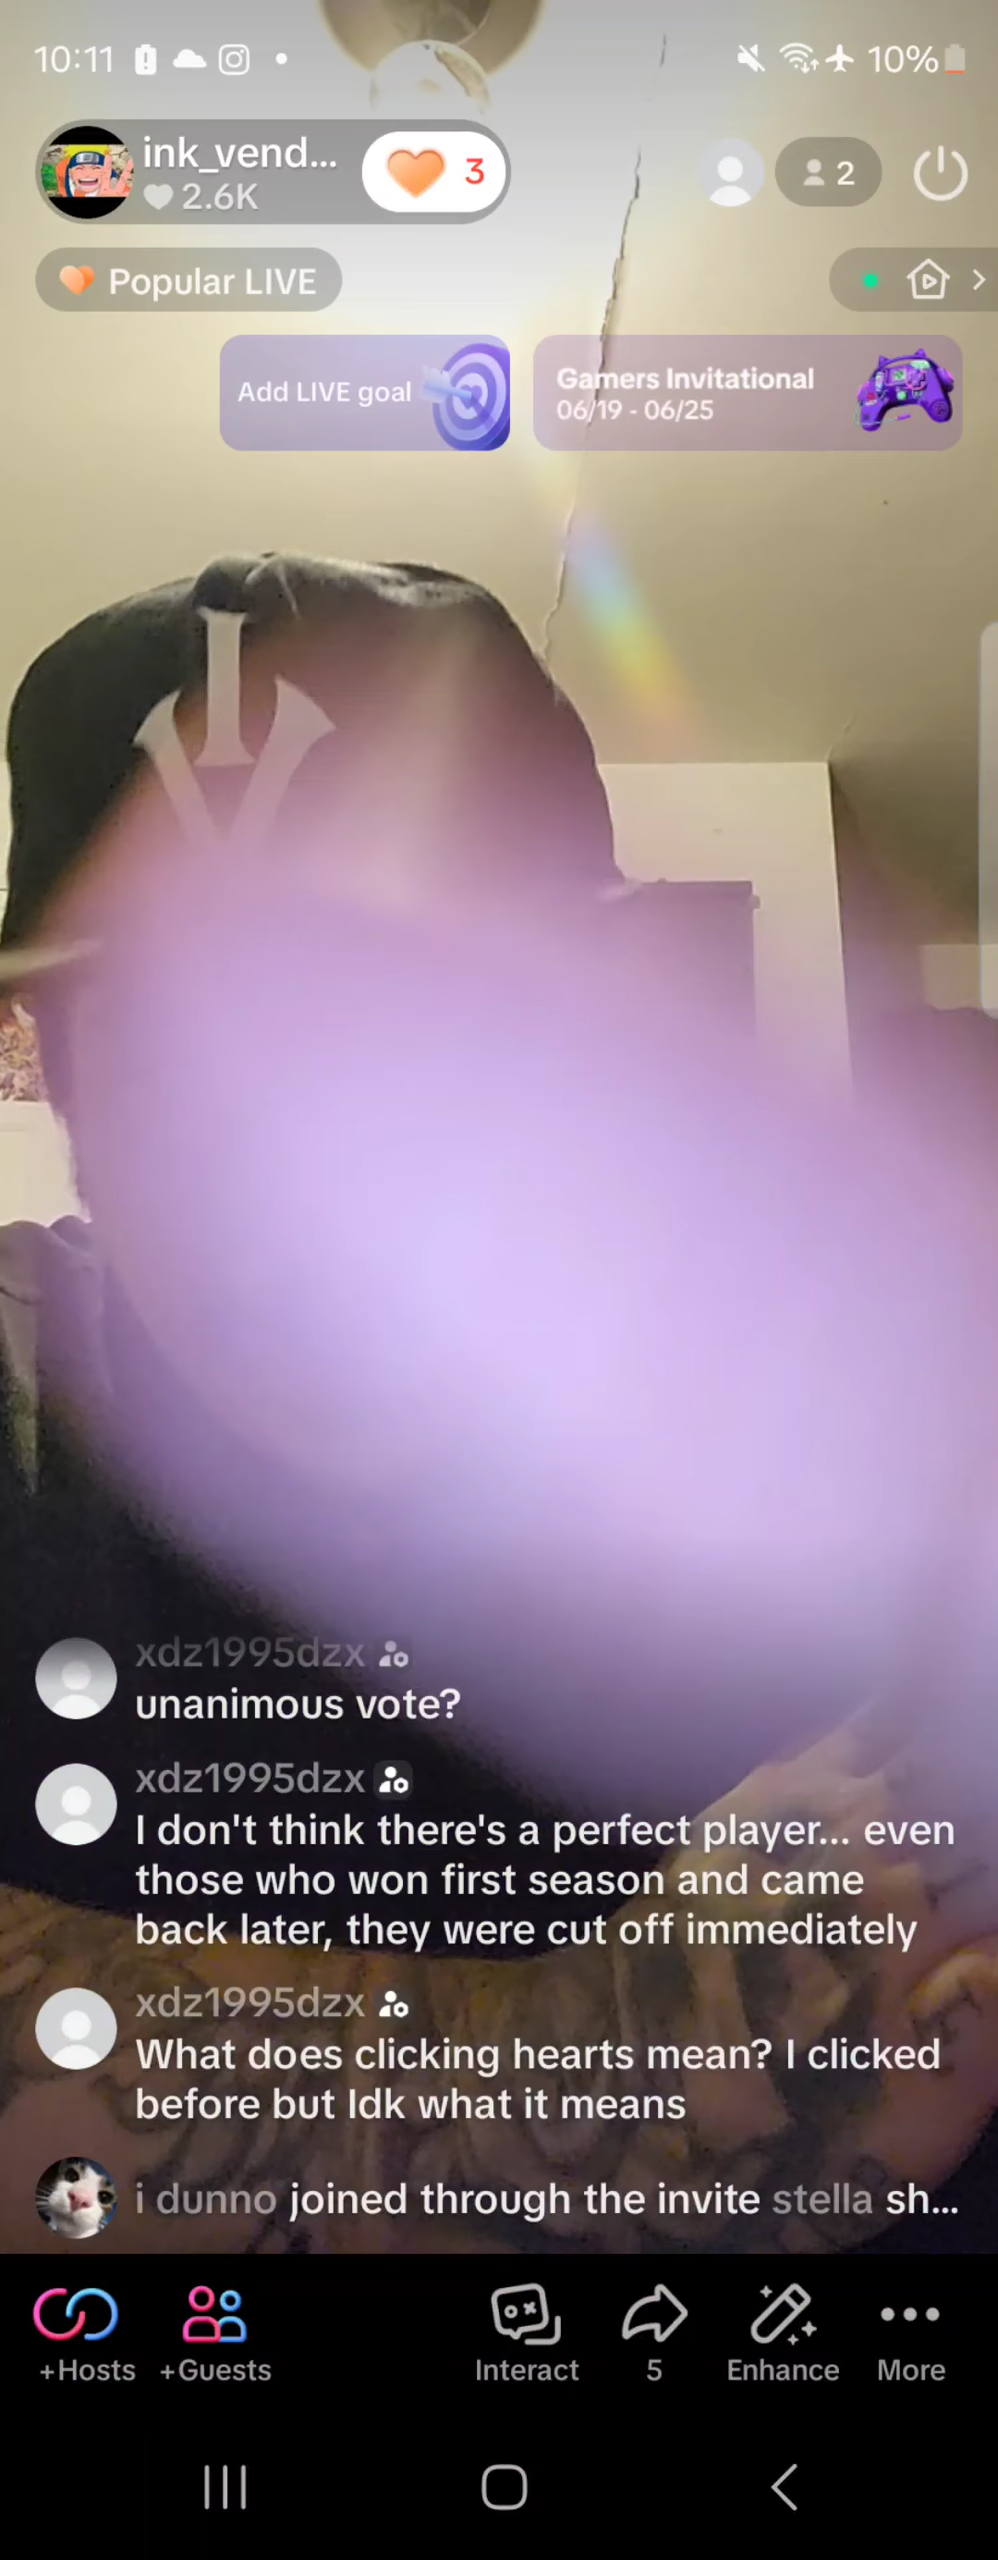 10:11
10%
ink_vend...
2.6K
3
2
Popular LIVE
Add LIVE goal
Gamers Invitational
06/19 - 06/25
xdz1995dzx
unanimous vote?
xdz1995dzx
I don't think there's a perfect player... even
those who won first season and came
back later, they were cut off immediately
xdz1995dzx
What does clicking hearts mean? I clicked
before but Idk what it means
i dunno joined through the invite stella sh...
+Hosts
+Guests
Interact
5
Enhance
More